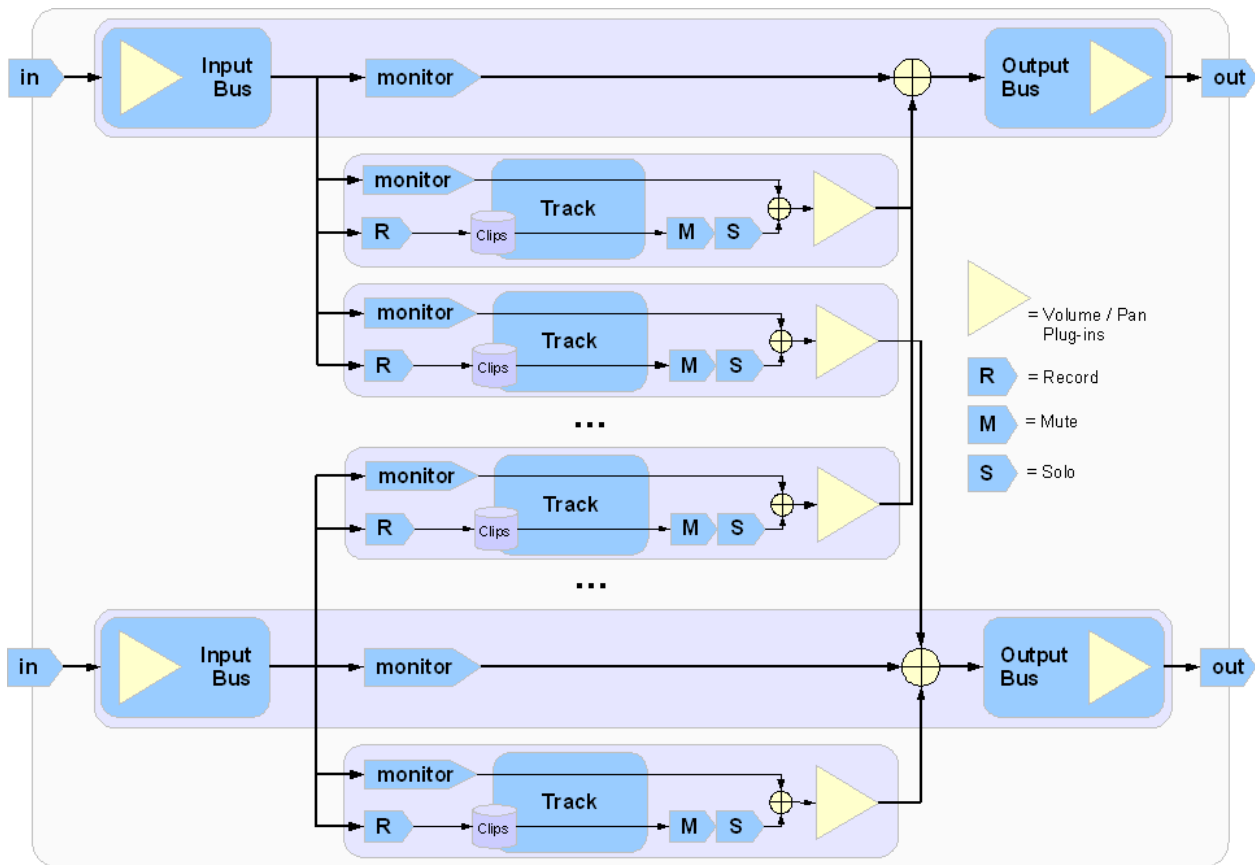 in
Input
Bus
monitor
Output
Bus
out
monitor
Track
R
Clips
M
S
monitor
Track
R
Clips
M
S
...
monitor
Track
R
Clips
M
S
...
= Volume / Pan
Plug-ins
R
= Record
M
= Mute
S
= Solo
in
Input
Bus
monitor
Output
Bus
out
monitor
Track
R
Clips
M
S